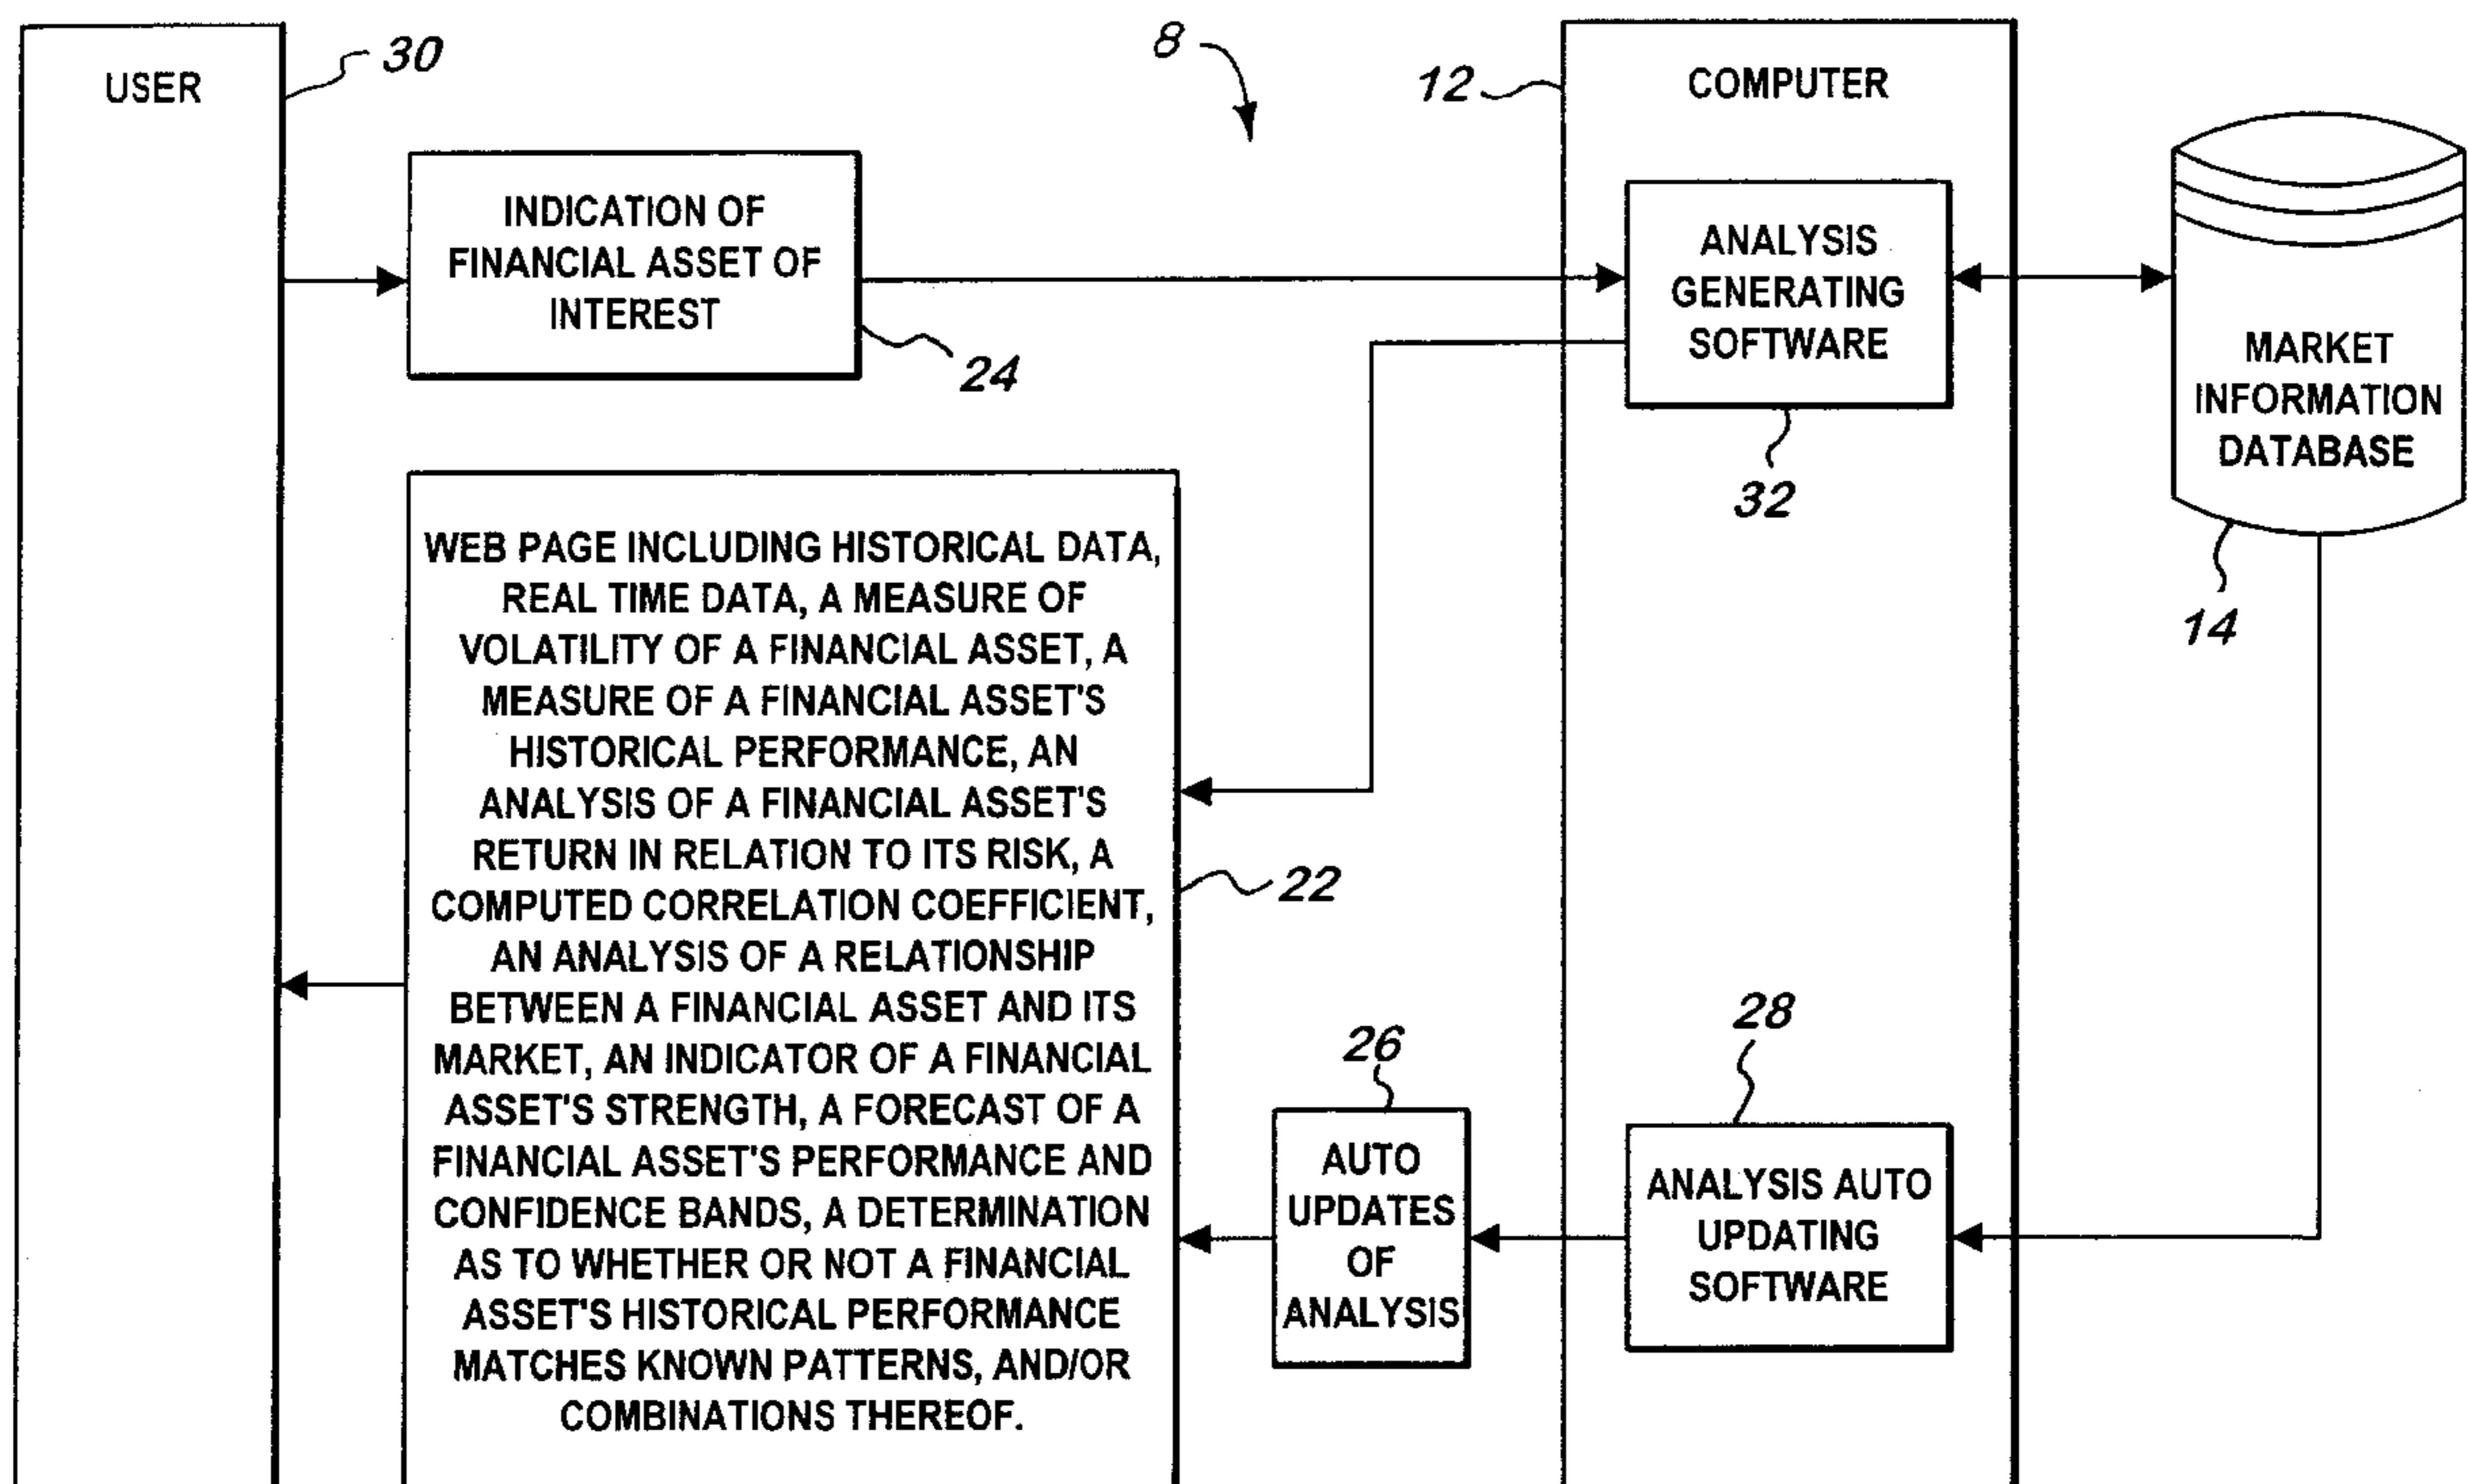 USER
30
8
12
COMPUTER
INDICATION OF
FINANCIAL ASSET OF
INTEREST
24
ANALYSIS
GENERATING
SOFTWARE
32
MARKET
INFORMATION
DATABASE
14
WEB PAGE INCLUDING HISTORICAL DATA,
REAL TIME DATA, A MEASURE OF
VOLATILITY OF A FINANCIAL ASSET, A
MEASURE OF A FINANCIAL ASSET'S
HISTORICAL PERFORMANCE, AN
ANALYSIS OF A FINANCIAL ASSET'S
RETURN IN RELATION TO ITS RISK, A
COMPUTED CORRELATION COEFFICIENT,
AN ANALYSIS OF A RELATIONSHIP
BETWEEN A FINANCIAL ASSET AND ITS
MARKET, AN INDICATOR OF A FINANCIAL
ASSET'S STRENGTH, A FORECAST OF A
FINANCIAL ASSET'S PERFORMANCE AND
CONFIDENCE BANDS, A DETERMINATION
AS TO WHETHER OR NOT A FINANCIAL
ASSET'S HISTORICAL PERFORMANCE
MATCHES KNOWN PATTERNS, AND/OR
COMBINATIONS THEREOF.
22
26
AUTO
UPDATES
OF
ANALYSIS
28
ANALYSIS AUTO
UPDATING
SOFTWARE